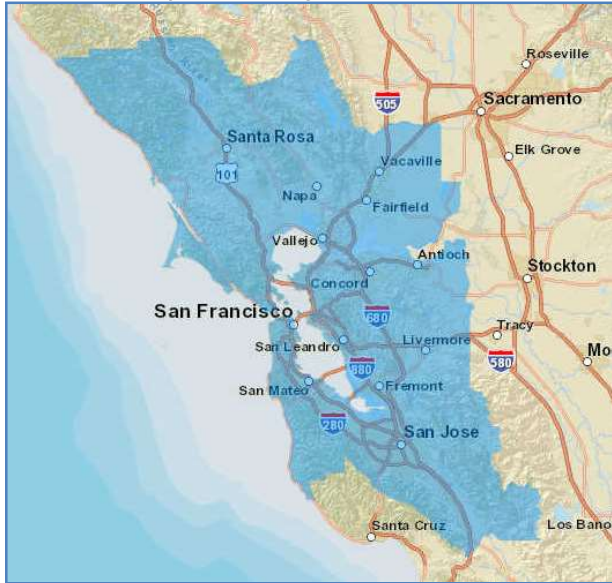 Roseville
505
Sacramento
Santa Rosa
Elk Grove
Vacaville
101
Napa
Fairfield
Vallejo
Antioch
Stockton
Concord
San Francisco
680
Tracy
San Leandro
Livermore
Mo
580
880
San Mateo
Fremont
280
San Jose
Santa Cruz
Los Bano